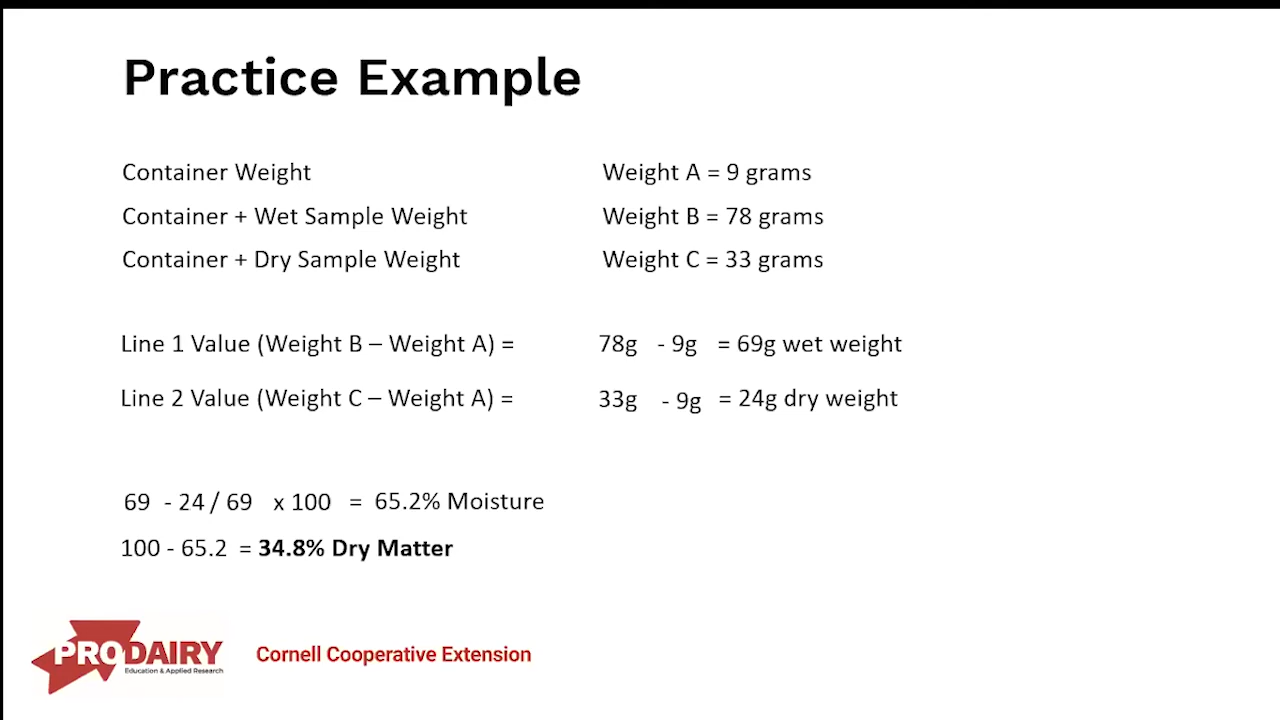 Practice Example
Container Weight Weight A = 9 grams
Container + Wet Sample Weight Weight B = 78 grams
Container + Dry Sample Weight Weight C = 33 grams
Line 1 Value (Weight B – Weight A) = 78g - 9g = 69g wet weight
Line 2 Value (Weight C – Weight A) = 33g - 9g = 24g dry weight
69 - 24 / 69 x 100 = 65.2% Moisture
100 - 65.2 = 34.8% Dry Matter
PRODAIRY
Education & Applied Research
Cornell Cooperative Extension